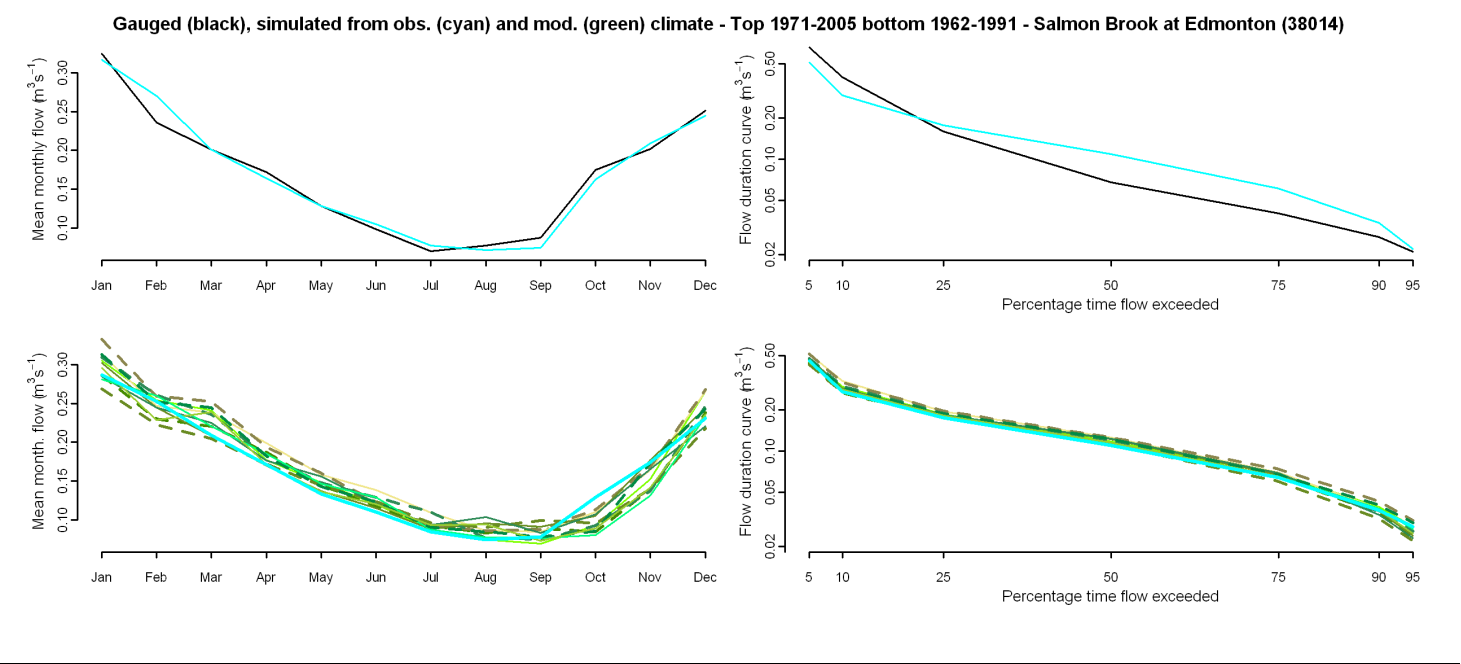 Gauged (black), simulated from obs. (cyan) and mod. (green) climate - Top 1971-2005 bottom 1962-1991 - Salmon Brook at Edmonton (38014)
Mean monthly flow (m³s⁻¹)
0.10 0.15 0.20 0.25 0.30
Jan Feb Mar Apr May Jun Jul Aug Sep Oct Nov Dec
Flow duration curve (m³s⁻¹)
0.02 0.05 0.10 0.20 0.50
5 10 25 50 75 90 95
Percentage time flow exceeded
Mean month. flow (m³s⁻¹)
0.10 0.15 0.20 0.25 0.30
Jan Feb Mar Apr May Jun Jul Aug Sep Oct Nov Dec
Flow duration curve (m³s⁻¹)
0.02 0.05 0.10 0.20 0.50
5 10 25 50 75 90 95
Percentage time flow exceeded